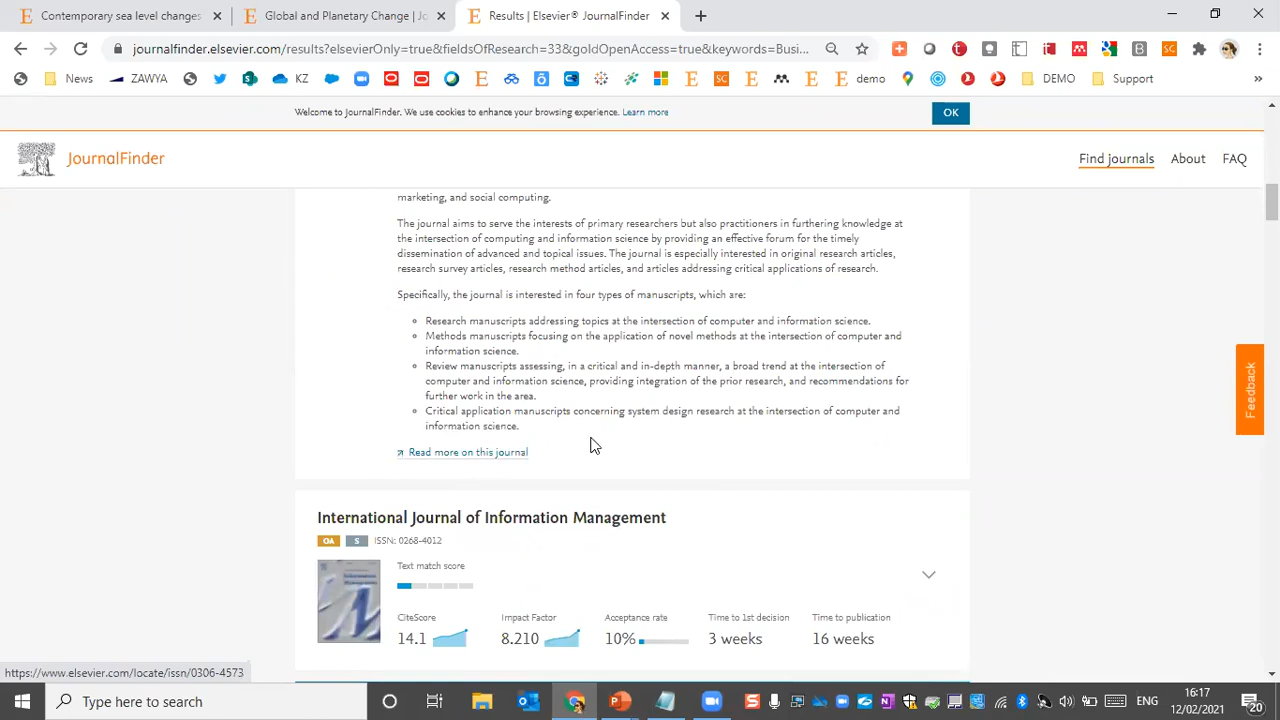 Contemporary sea level changes
Global and Planetary Change | Jo
Results | Elsevier® JournalFinder
journalfinder.elsevier.com/results?elsevierOnly=true&fieldsOfResearch=33&goldOpenAccess=true&keywords=Busi...
News
ZAWYA
KZ
demo
DEMO
Support
Welcome to JournalFinder. We use cookies to enhance your browsing experience. Learn more
OK
JournalFinder
Find journals
About
FAQ
marketing, and social computing.
The journal aims to serve the interests of primary researchers but also practitioners in furthering knowledge at
the intersection of computing and information science by providing an effective forum for the timely
dissemination of advanced and topical issues. The journal is especially interested in original research articles,
research survey articles, research method articles, and articles addressing critical applications of research.
Specifically, the journal is interested in four types of manuscripts, which are:
Research manuscripts addressing topics at the intersection of computer and information science.
Methods manuscripts focusing on the application of novel methods at the intersection of computer and
information science.
Review manuscripts assessing, in a critical and in-depth manner, a broad trend at the intersection of
computer and information science, providing integration of the prior research, and recommendations for
further work in the area.
Critical application manuscripts concerning system design research at the intersection of computer and
information science.
Read more on this journal
Feedback
International Journal of Information Management
OA S ISSN: 0268-4012
Text match score
CiteScore
14.1
Impact Factor
8.210
Acceptance rate
10%
Time to 1st decision
3 weeks
Time to publication
16 weeks
https://www.elsevier.com/locate/issn/0306-4573
Type here to search
ENG
16:17
12/02/2021
20